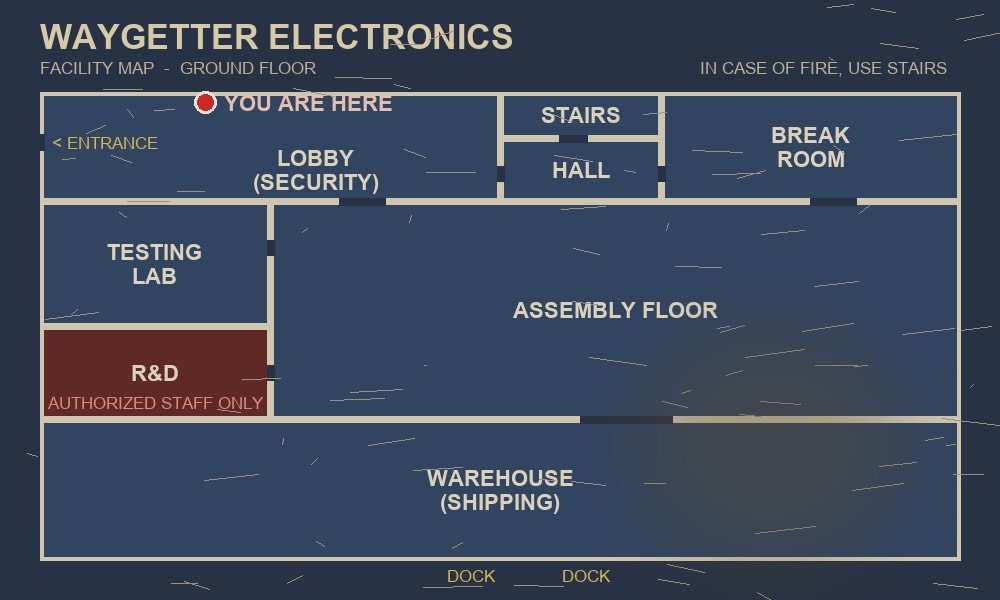 WAYGETTER ELECTRONICS
FACILITY MAP - GROUND FLOOR
IN CASE OF FIRE, USE STAIRS
YOU ARE HERE
< ENTRANCE
LOBBY
(SECURITY)
STAIRS
HALL
BREAK
ROOM
TESTING
LAB
ASSEMBLY FLOOR
R&D
AUTHORIZED STAFF ONLY
WAREHOUSE
(SHIPPING)
DOCK
DOCK